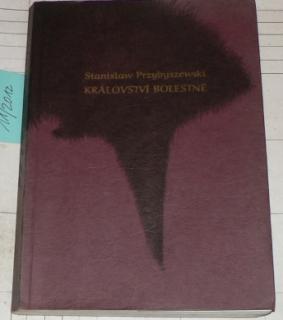 Stanisław Przybyszewski
KRÁLOVSTVÍ BOLESTNÉ